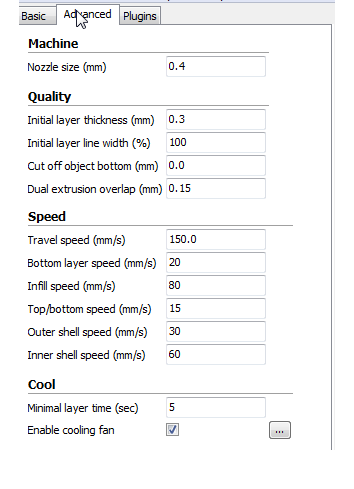 Basic Advanced Plugins
Machine
Nozzle size (mm) 0.4
Quality
Initial layer thickness (mm) 0.3
Initial layer line width (%) 100
Cut off object bottom (mm) 0.0
Dual extrusion overlap (mm) 0.15
Speed
Travel speed (mm/s) 150.0
Bottom layer speed (mm/s) 20
Infill speed (mm/s) 80
Top/bottom speed (mm/s) 15
Outer shell speed (mm/s) 30
Inner shell speed (mm/s) 60
Cool
Minimal layer time (sec) 5
Enable cooling fan ...